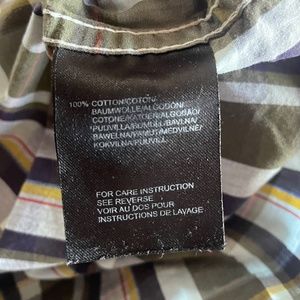 100% COTTON/COTON/
BAUMWOLLE/ALGODÓN/
COTONE/KATOEN/ALGODÃO/
PUUVILLA/BOMULL/BAVLNA/
BAWEŁNA/PAMUT/MEDVILNĖ/
KOKVILNA/PUUVILL
FOR CARE INSTRUCTION
SEE REVERSE
VOIR AU DOS POUR
INSTRUCTIONS DE LAVAGE